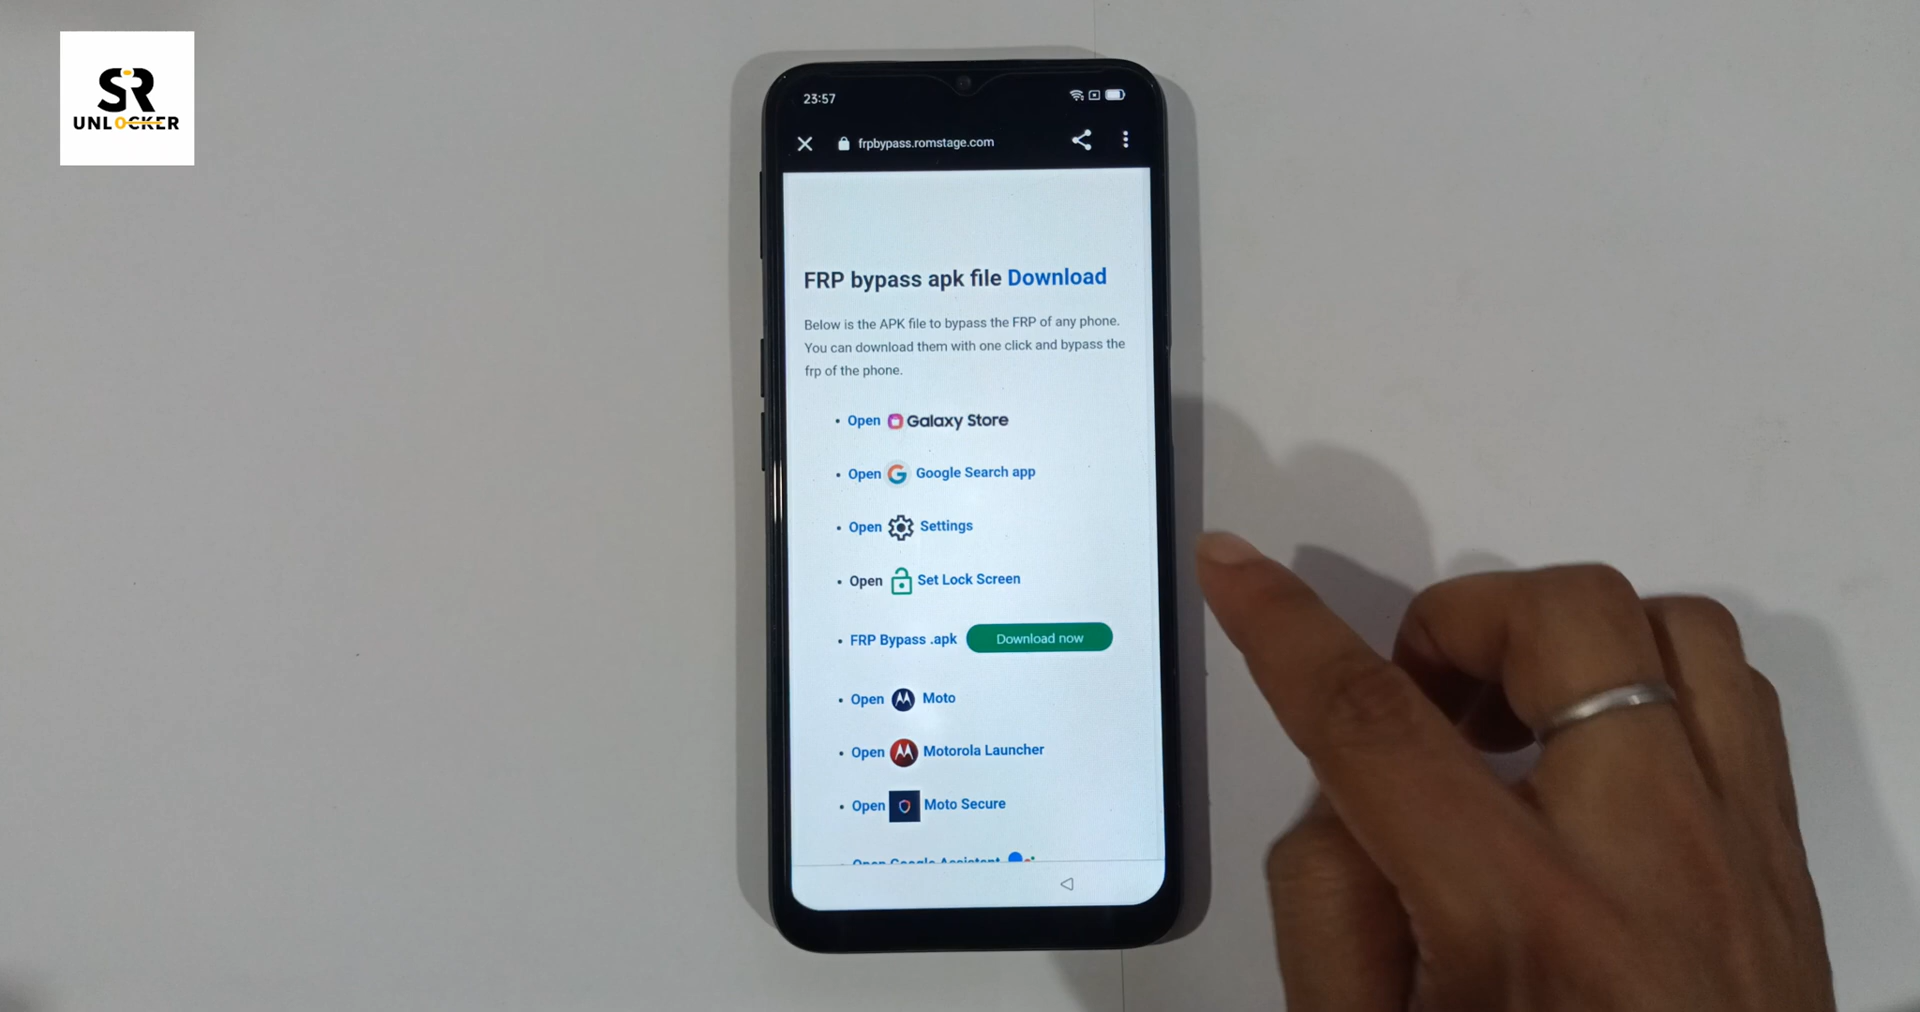 SR
UNLOCKER
23:57
frpbypass.romstage.com
FRP bypass apk file Download
Below is the APK file to bypass the FRP of any phone.
You can download them with one click and bypass the
frp of the phone.
• Open Galaxy Store
• Open Google Search app
• Open Settings
• Open Set Lock Screen
• FRP Bypass .apk Download now
• Open Moto
• Open Motorola Launcher
• Open Moto Secure
Open Google Assistant